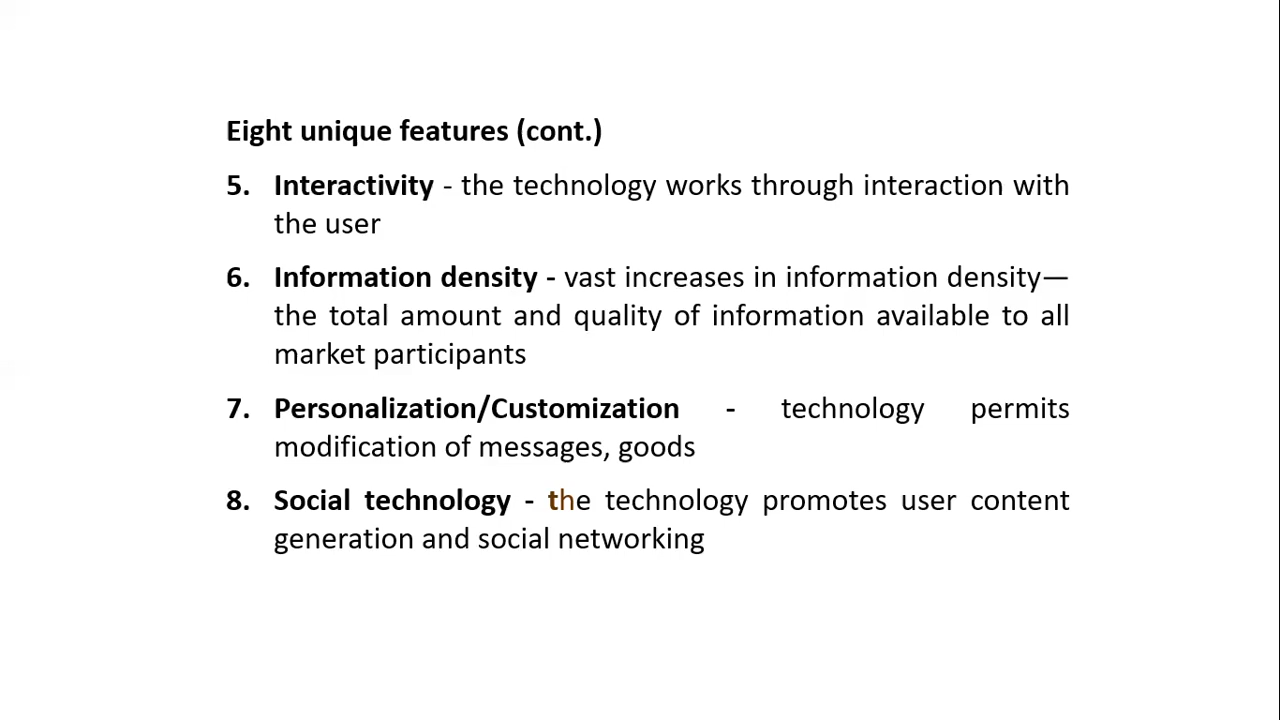 Eight unique features (cont.)
5. Interactivity - the technology works through interaction with
the user
6. Information density - vast increases in information density—
the total amount and quality of information available to all
market participants
7. Personalization/Customization - technology permits
modification of messages, goods
8. Social technology - the technology promotes user content
generation and social networking